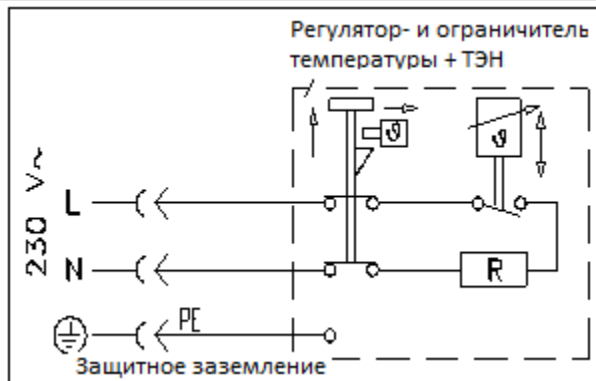 Регулятор- и ограничитель
температуры + ТЭН
ϑ
ϑ
230 V~
L
N
R
PE
Защитное заземление